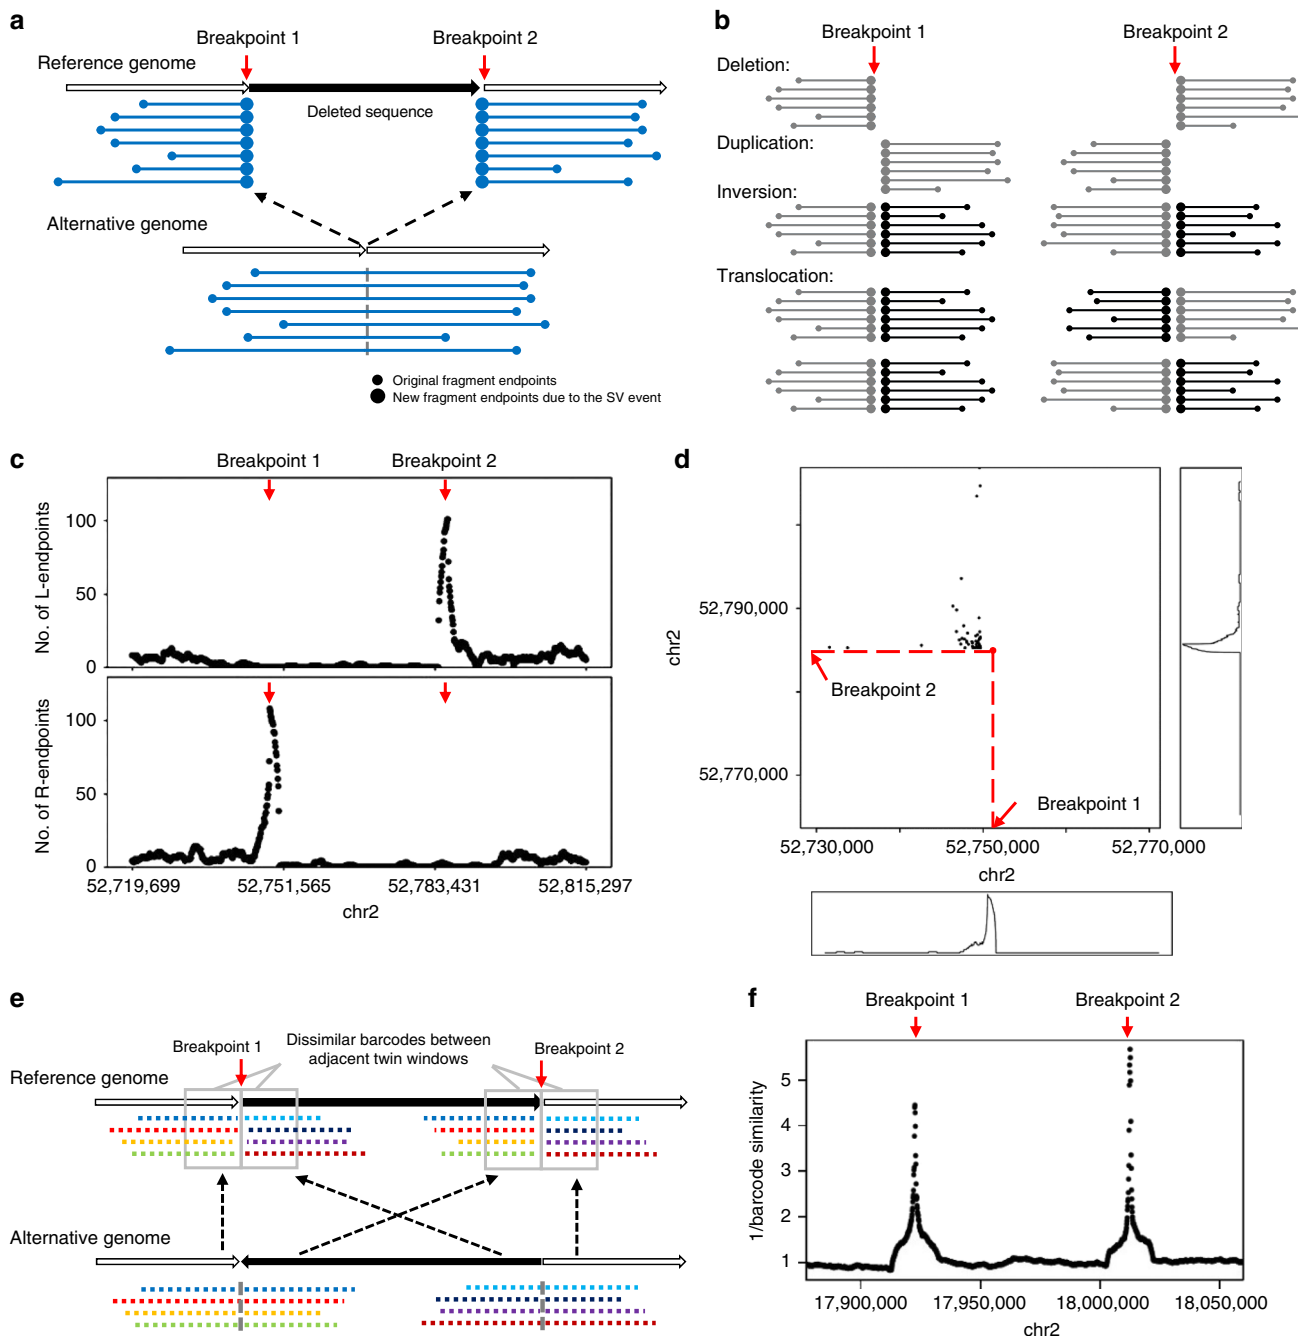 a
Breakpoint 1
Breakpoint 2
Reference genome
Deleted sequence
Alternative genome
Original fragment endpoints
New fragment endpoints due to the SV event
b
Breakpoint 1
Breakpoint 2
Deletion:
Duplication:
Inversion:
Translocation:
c
Breakpoint 1
Breakpoint 2
No. of L-endpoints
100
50
0
No. of R-endpoints
100
50
0
52,719,699
52,751,565
52,783,431
52,815,297
chr2
d
chr2
52,790,000
52,770,000
Breakpoint 2
Breakpoint 1
52,730,000
52,750,000
52,770,000
chr2
e
Breakpoint 1
Dissimilar barcodes between
adjacent twin windows
Breakpoint 2
Reference genome
Alternative genome
f
Breakpoint 1
Breakpoint 2
1/barcode similarity
5
4
3
2
1
17,900,000
17,950,000
18,000,000
18,050,000
chr2